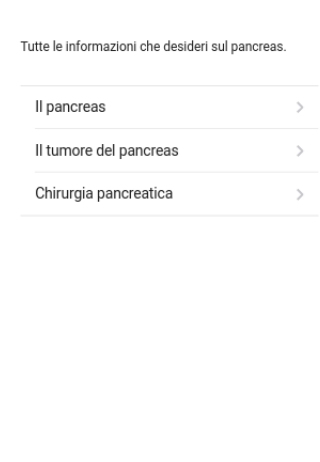 Tutte le informazioni che desideri sul pancreas.
Il pancreas
Il tumore del pancreas
Chirurgia pancreatica